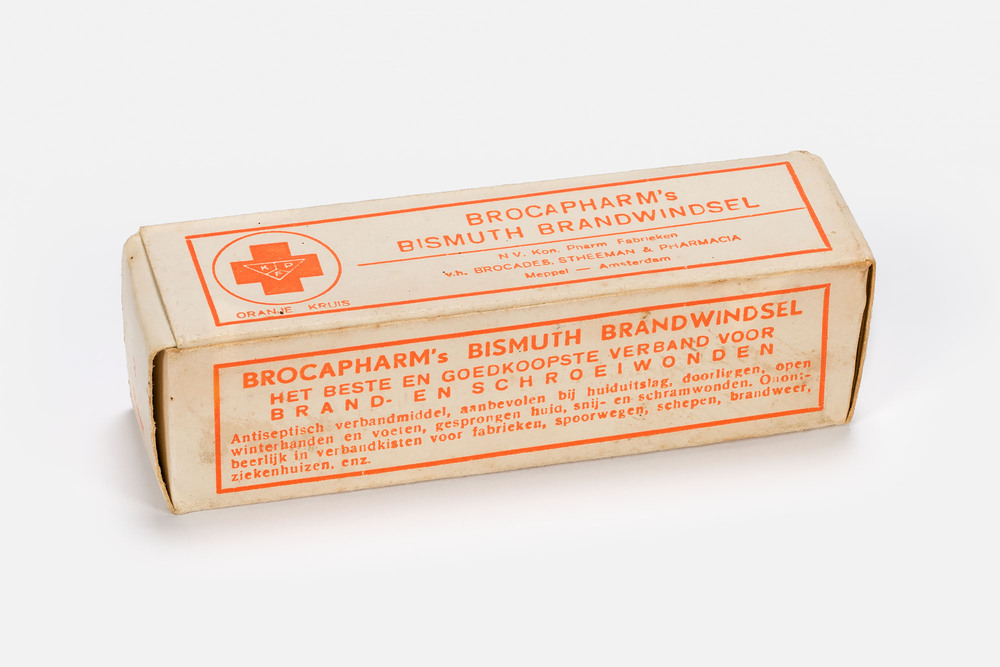 BROCAPHARM's
BISMUTH BRANDWINDSEL
N V. Kon. Pharm Fabrieken
v.h. BROCADES, STHEEMAN & PHARMACIA
Meppel — Amsterdam
ORANJE KRUIS
BROCAPHARM's BISMUTH BRANDWINDSEL
HET BESTE EN GOEDKOOPSTE VERBAND VOOR
BRAND- EN SCHROEIWONDEN
Antiseptisch verbandmiddel, aanbevolen bij huiduitslag, doorliggen, open
winterhanden en voeten, gesprongen huid, snij- en schramwonden. Onont-
beerlijk in verbandkisten voor fabrieken, spoorwegen, schepen, brandweer,
ziekenhuizen, enz.